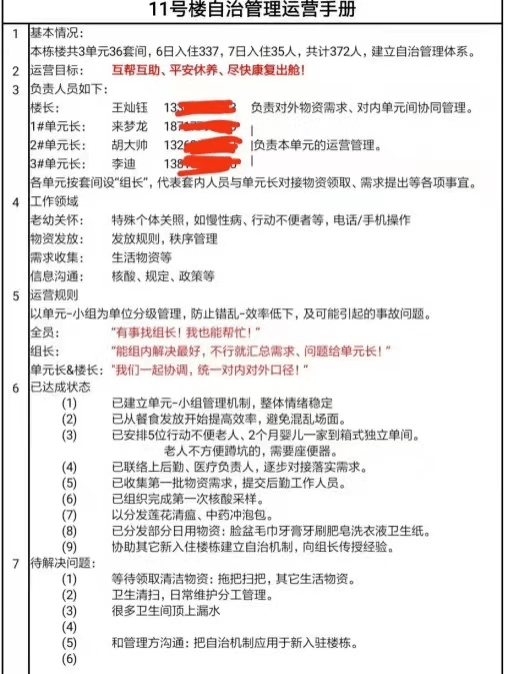 11号楼自治管理运营手册
1 基本情况：
本栋楼共3单元36套间，6日入住337，7日入住35人，共计372人，建立自治管理体系。
2 运营目标： 互帮互助、平安休养、尽快康复出舱！
3 负责人员如下：
楼长： 王灿钰 13 3 负责对外物资需求、对内单元间协同管理。
1#单元长： 来梦龙 187
2#单元长： 胡大帅 132 负责本单元的运营管理。
3#单元长： 李迪 138
各单元按套间设“组长”，代表套内人员与单元长对接物资领取、需求提出等各项事宜。
4 工作领域
老幼关怀： 特殊个体关照，如慢性病、行动不便者等，电话/手机操作
物资发放： 发放规则，秩序管理
需求收集： 生活物资等
信息沟通： 核酸、规定、政策等
5 运营规则
以单元-小组为单位分级管理，防止错乱-效率低下，及可能引起的事故问题。
全员： “有事找组长！我也能帮忙！”
组长： “能组内解决最好，不行就汇总需求、问题给单元长！”
单元长&楼长： “我们一起协调，统一对内对外口径！”
6 已达成状态
(1) 已建立单元-小组管理机制，整体情绪稳定
(2) 已从餐食发放开始提高效率，避免混乱场面。
(3) 已安排5位行动不便老人、2个月婴儿一家到箱式独立单间。
老人不方便蹲坑的，需要座便器。
(4) 已联络上后勤、医疗负责人，逐步对接落实需求。
(5) 已收集第一批物资需求，提交后勤工作人员。
(6) 已组织完成第一次核酸采样。
(7) 以分发莲花清瘟、中药冲泡包。
(8) 已分发部分日用物资：脸盆毛巾牙膏牙刷肥皂洗衣液卫生纸。
(9) 协助其它新入住楼栋建立自治机制，向组长传授经验。
7 待解决问题：
(1) 等待领取清洁物资：拖把扫把，其它生活物资。
(2) 卫生清扫，日常维护分工管理。
(3) 很多卫生间顶上漏水
(4)
(5) 和管理方沟通：把自治机制应用于新入驻楼栋。
(6)